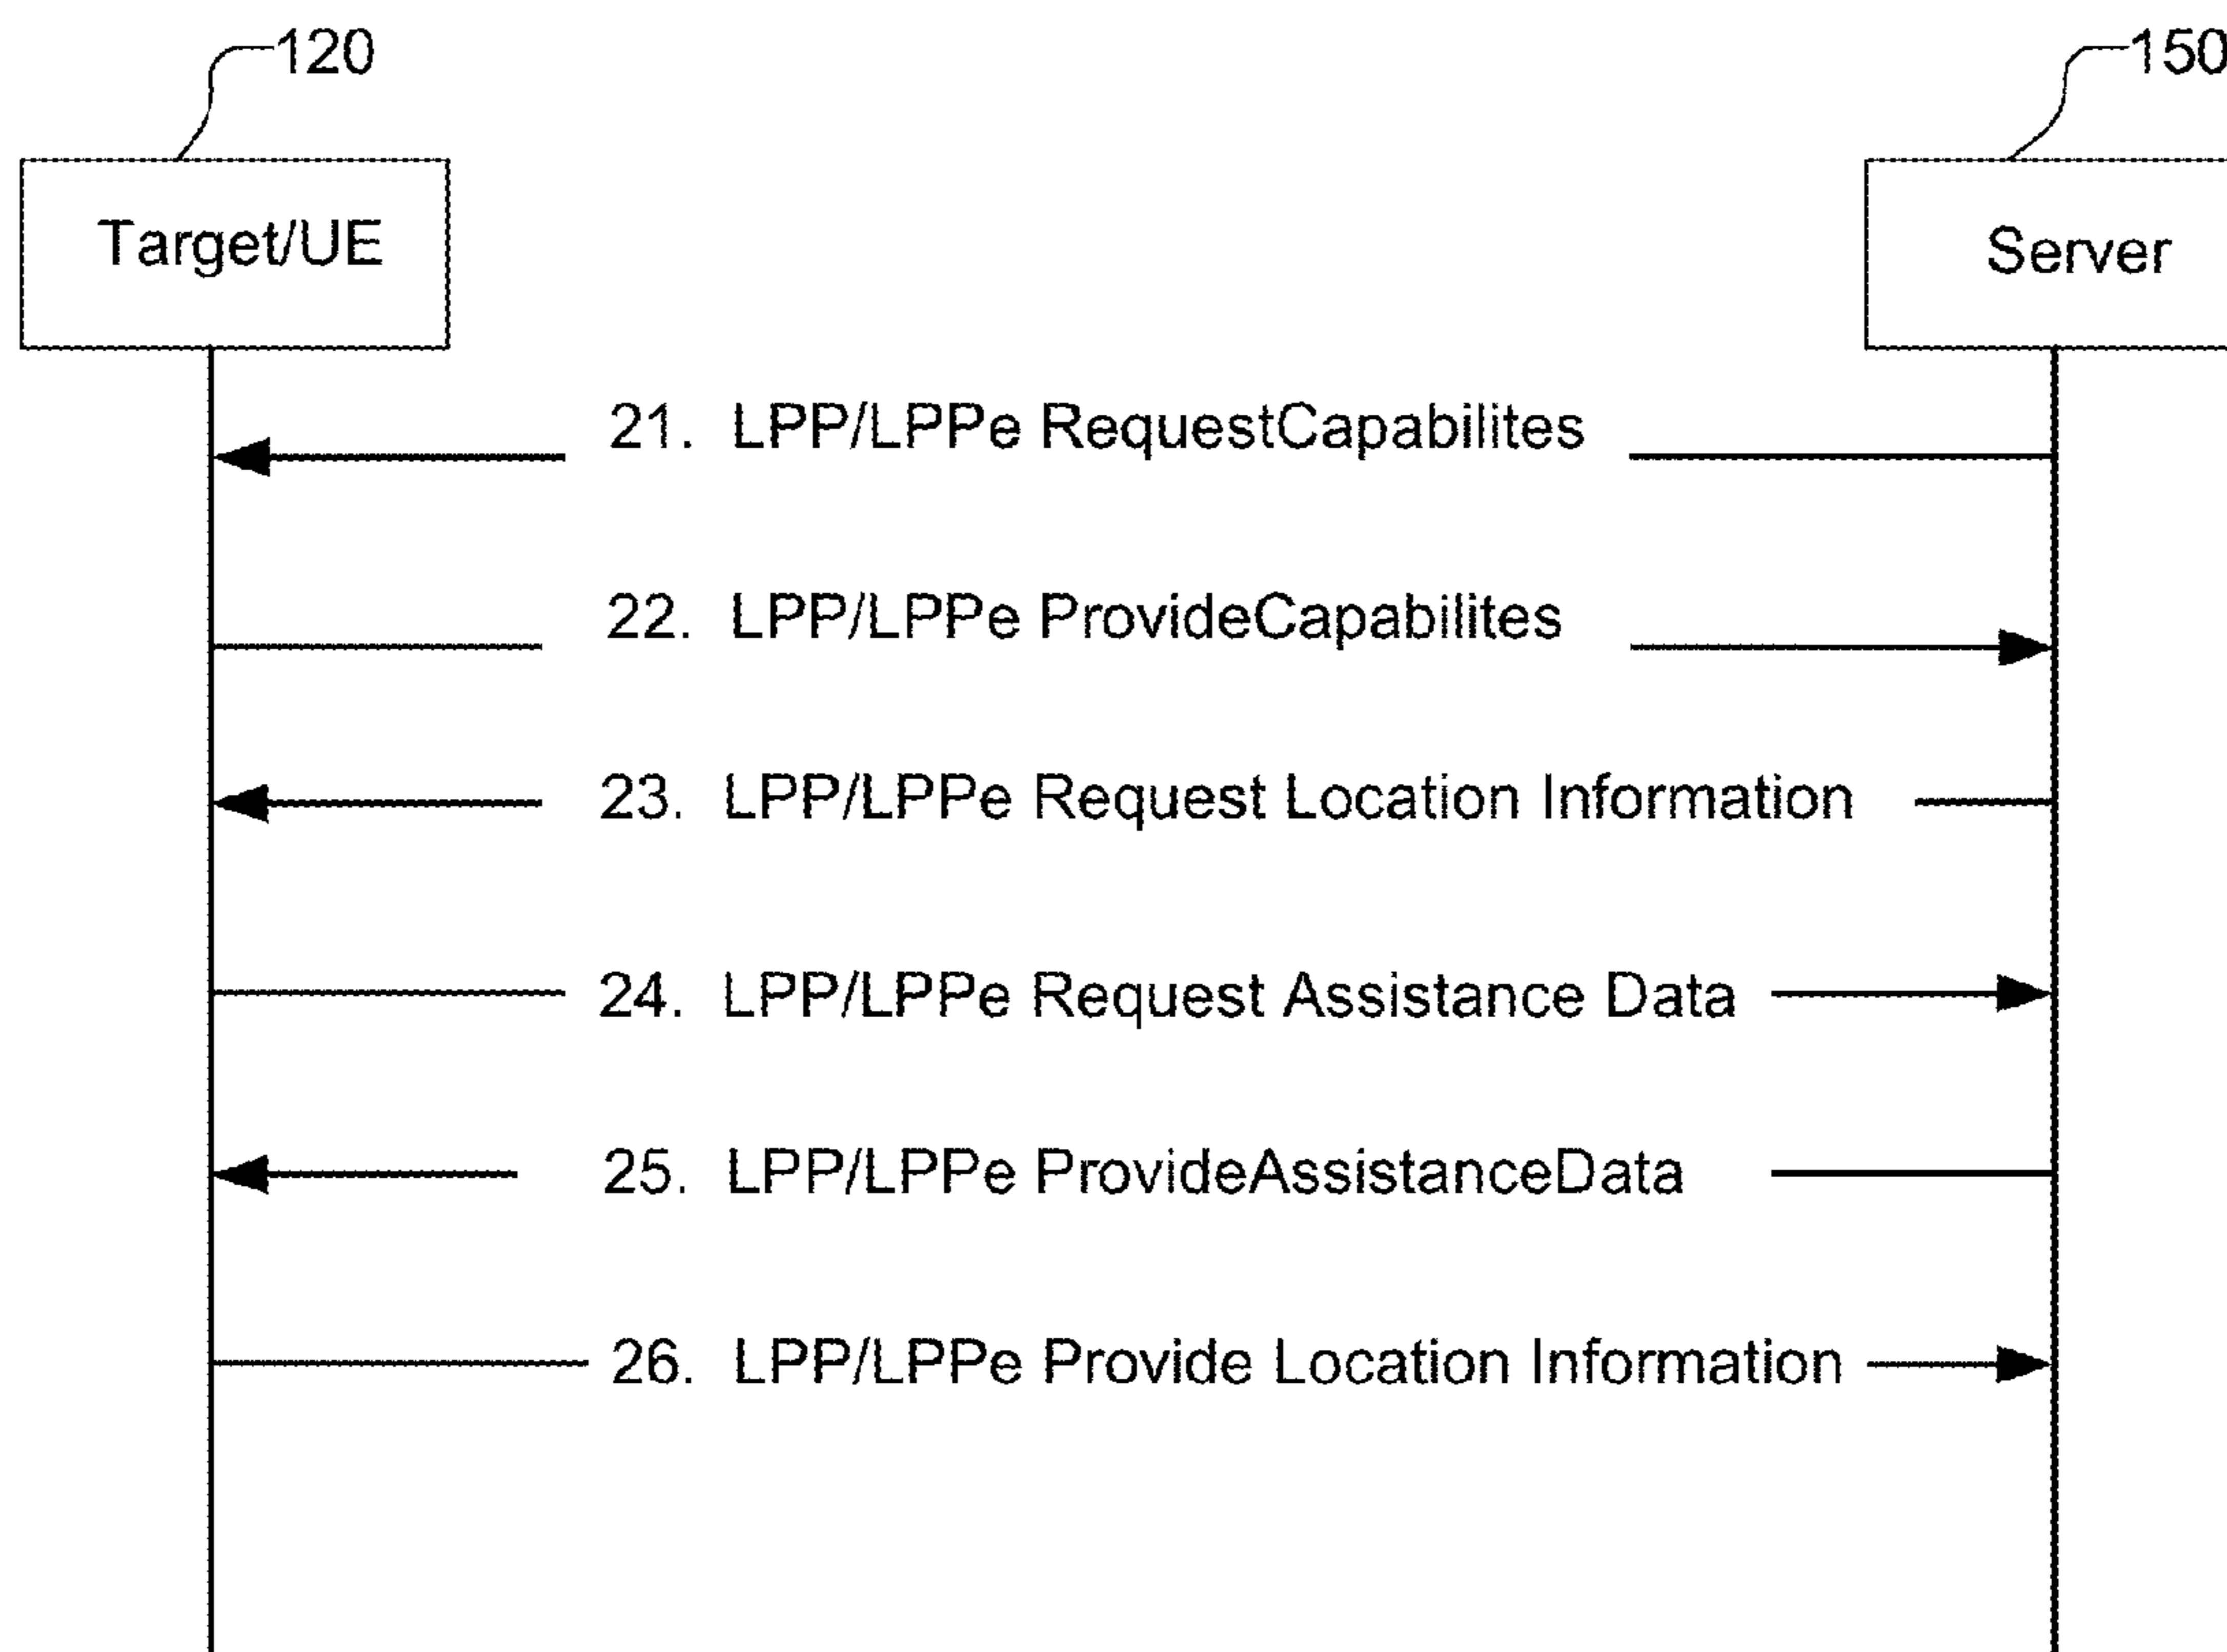 120
150
Target/UE
Server
21. LPP/LPPe RequestCapabilites
22. LPP/LPPe ProvideCapabilites
23. LPP/LPPe Request Location Information
24. LPP/LPPe Request Assistance Data
25. LPP/LPPe ProvideAssistanceData
26. LPP/LPPe Provide Location Information